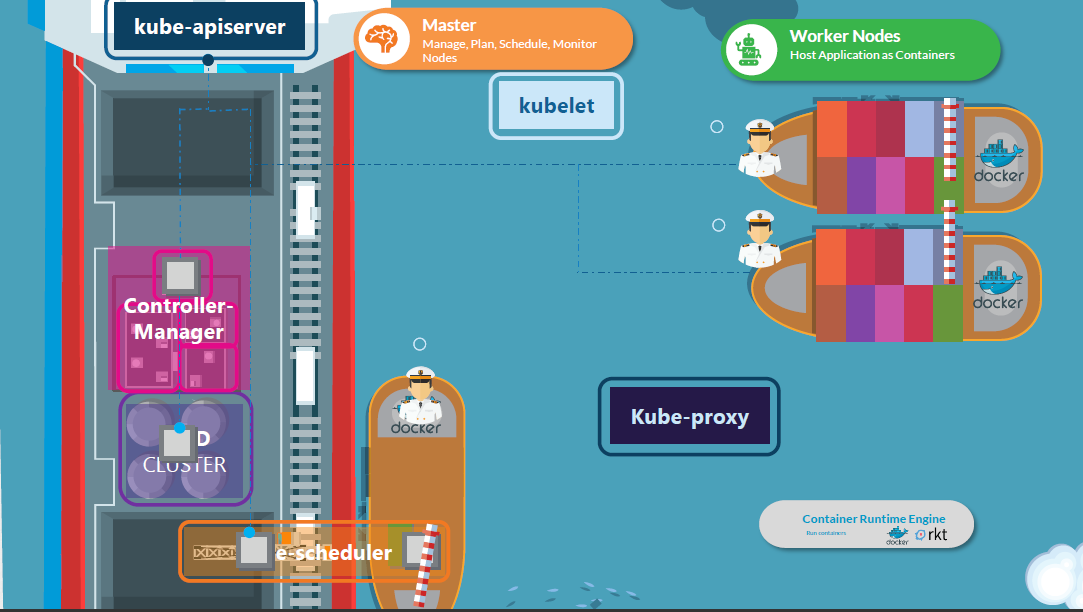 kube-apiserver
Master
Manage, Plan, Schedule, Monitor
Nodes
Worker Nodes
Host Application as Containers
kubelet
docker
docker
Controller-
Manager
docker
Kube-proxy
D
CLUSTER
e-scheduler
Container Runtime Engine
Run containers
docker
rkt